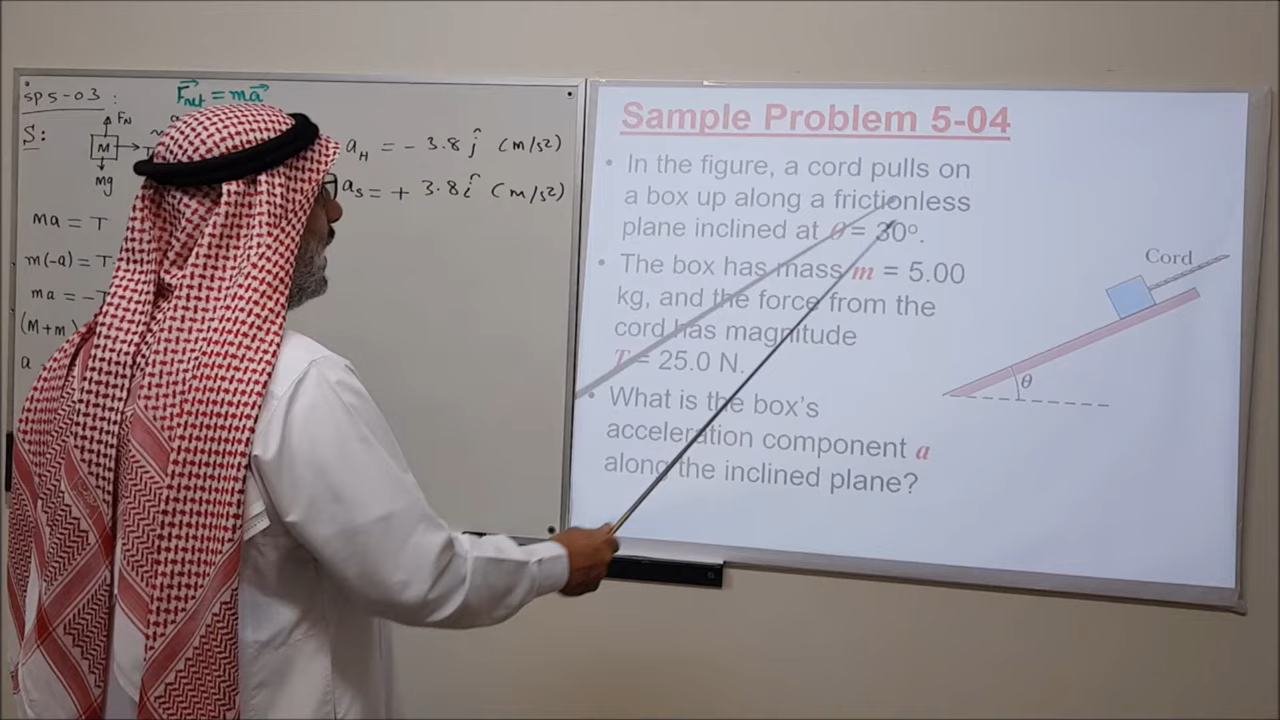 SP5-03:
F⃗net = ma⃗
S:
FN
M
Mg
a_H = - 3.8 ĵ (m/s²)
a_S = + 3.8 î (m/s²)
ma = T
m(-a) = T
ma = -T
(M+m)
a
Sample Problem 5-04
• In the figure, a cord pulls on
a box up along a frictionless
plane inclined at θ = 30°.
• The box has mass m = 5.00
kg, and the force from the
cord has magnitude
T = 25.0 N.
• What is the box's
acceleration component a
along the inclined plane?
Cord
θ